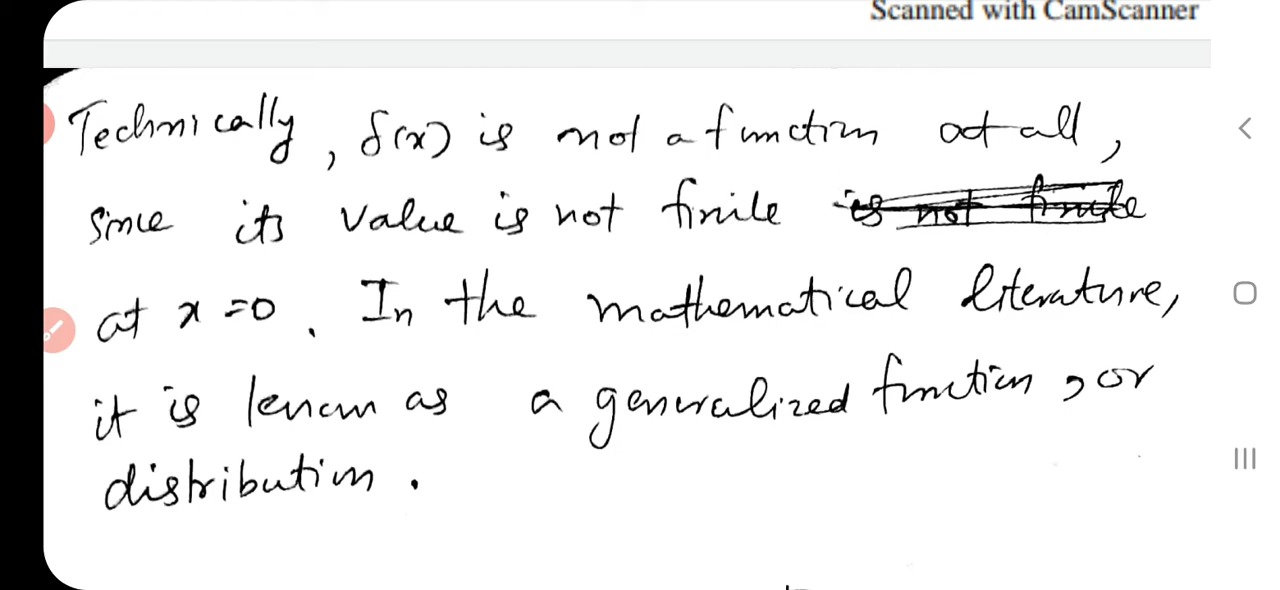 Scanned with CamScanner
Technically, δ(x) is not a function at all,
since its value is not finite is not finite
at x=0. In the mathematical literature,
it is known as a generalized function, or
distribution.